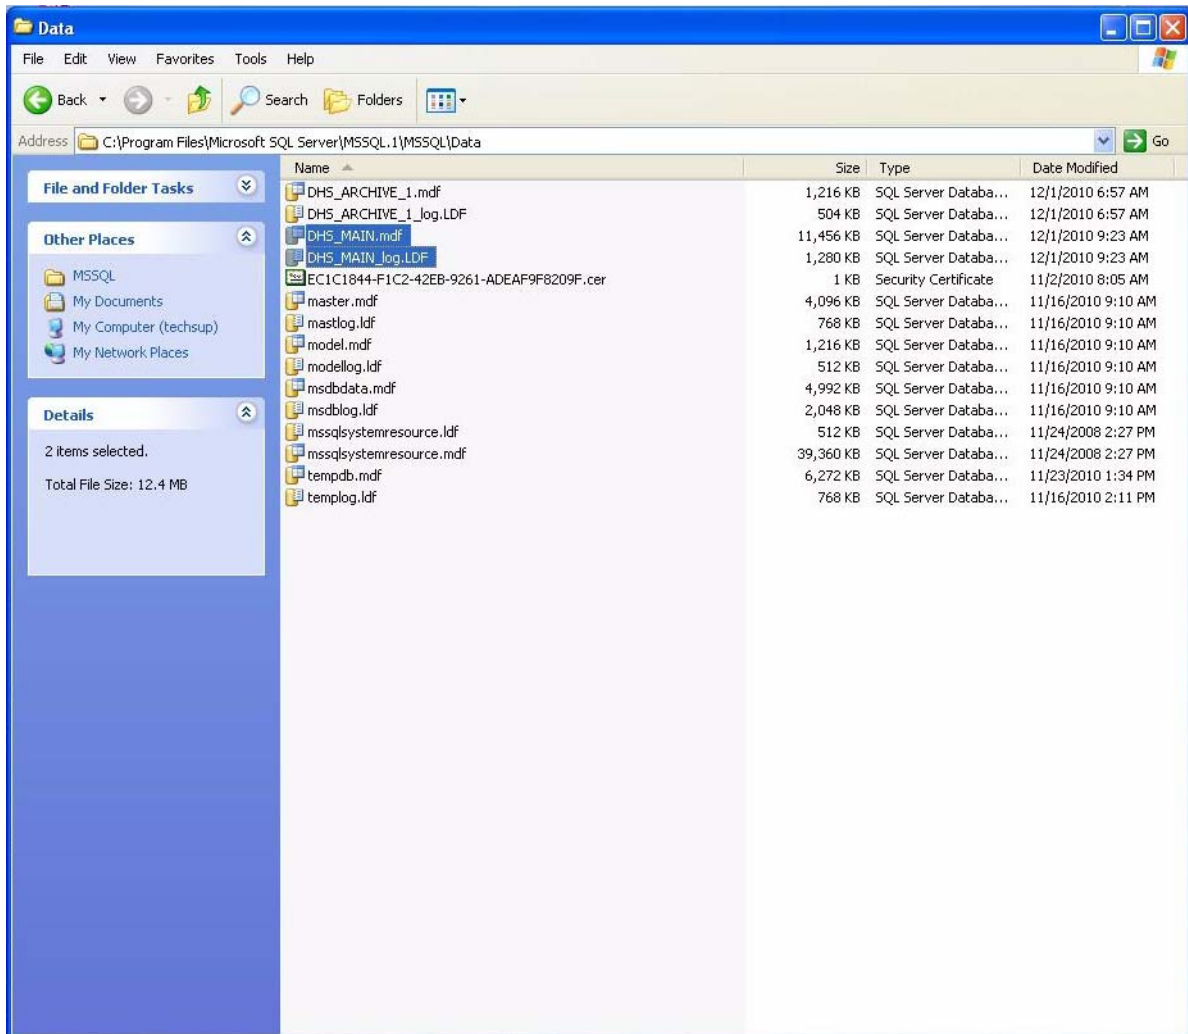 Data
File Edit View Favorites Tools Help
Back Search Folders
Address C:\Program Files\Microsoft SQL Server\MSSQL.1\MSSQL\Data Go
File and Folder Tasks
Other Places
MSSQL
My Documents
My Computer (techsup)
My Network Places
Details
2 items selected.
Total File Size: 12.4 MB
Name Size Type Date Modified
DHS_ARCHIVE_1.mdf 1,216 KB SQL Server Databa... 12/1/2010 6:57 AM
DHS_ARCHIVE_1_log.LDF 504 KB SQL Server Databa... 12/1/2010 6:57 AM
DHS_MAIN.mdf 11,456 KB SQL Server Databa... 12/1/2010 9:23 AM
DHS_MAIN_log.LDF 1,280 KB SQL Server Databa... 12/1/2010 9:23 AM
EC1C1844-F1C2-42EB-9261-ADEAF9F8209F.cer 1 KB Security Certificate 11/2/2010 8:05 AM
master.mdf 4,096 KB SQL Server Databa... 11/16/2010 9:10 AM
mastlog.ldf 768 KB SQL Server Databa... 11/16/2010 9:10 AM
model.mdf 1,216 KB SQL Server Databa... 11/16/2010 9:10 AM
modellog.ldf 512 KB SQL Server Databa... 11/16/2010 9:10 AM
msdbdata.mdf 4,992 KB SQL Server Databa... 11/16/2010 9:10 AM
msdblog.ldf 2,048 KB SQL Server Databa... 11/16/2010 9:10 AM
mssqlsystemresource.ldf 512 KB SQL Server Databa... 11/24/2008 2:27 PM
mssqlsystemresource.mdf 39,360 KB SQL Server Databa... 11/24/2008 2:27 PM
tempdb.mdf 6,272 KB SQL Server Databa... 11/23/2010 1:34 PM
templog.ldf 768 KB SQL Server Databa... 11/16/2010 2:11 PM